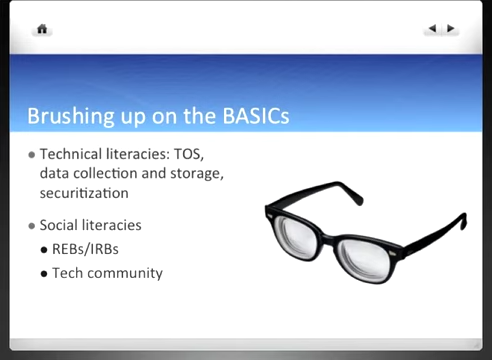 Brushing up on the BASICs
● Technical literacies: TOS,
data collection and storage,
securitization
● Social literacies
● REBs/IRBs
● Tech community